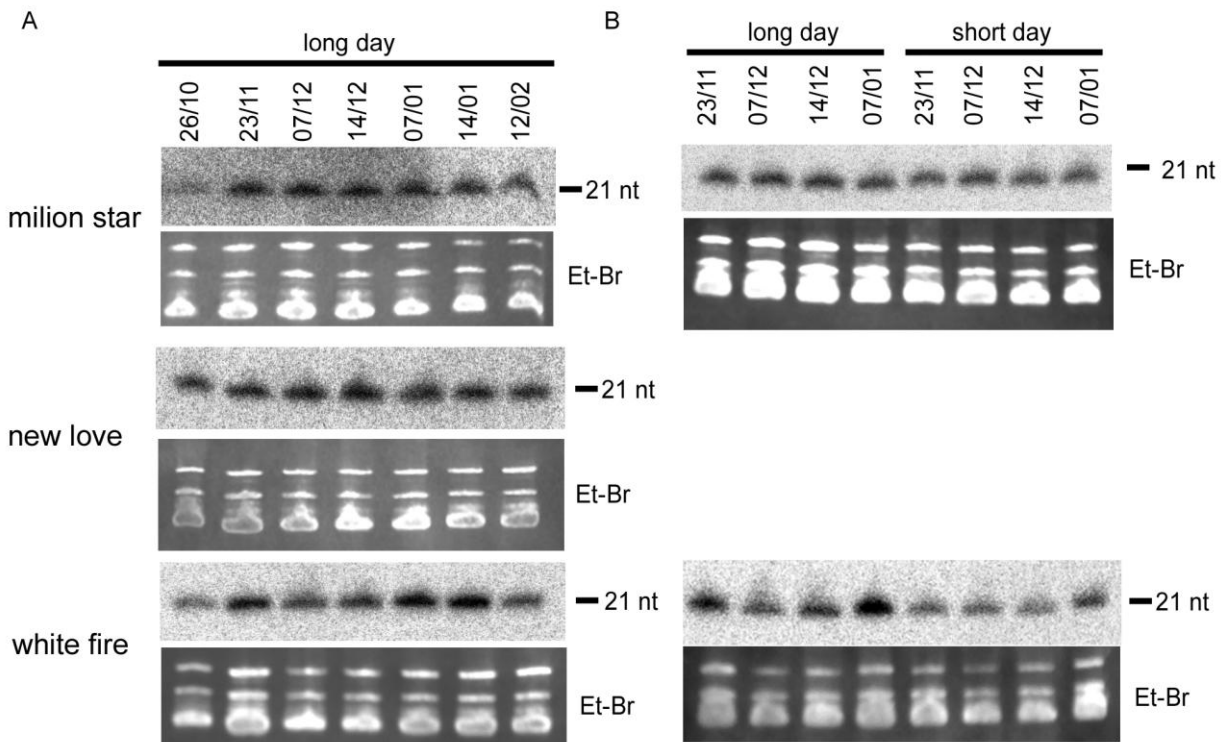 A
long day
26/10
23/11
07/12
14/12
07/01
14/01
12/02
milion star
21 nt
Et-Br
new love
21 nt
Et-Br
white fire
21 nt
Et-Br
B
long day
short day
23/11
07/12
14/12
07/01
23/11
07/12
14/12
07/01
21 nt
Et-Br
21 nt
Et-Br